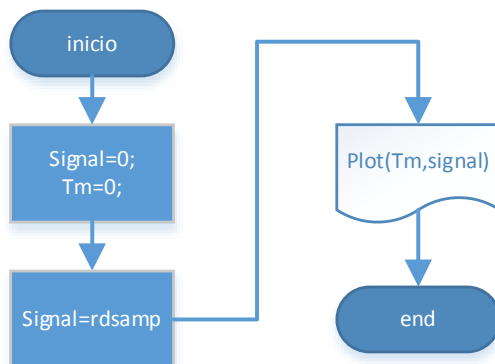 inicio
Signal=0;
Tm=0;
Signal=rdsamp
Plot(Tm,signal)
end